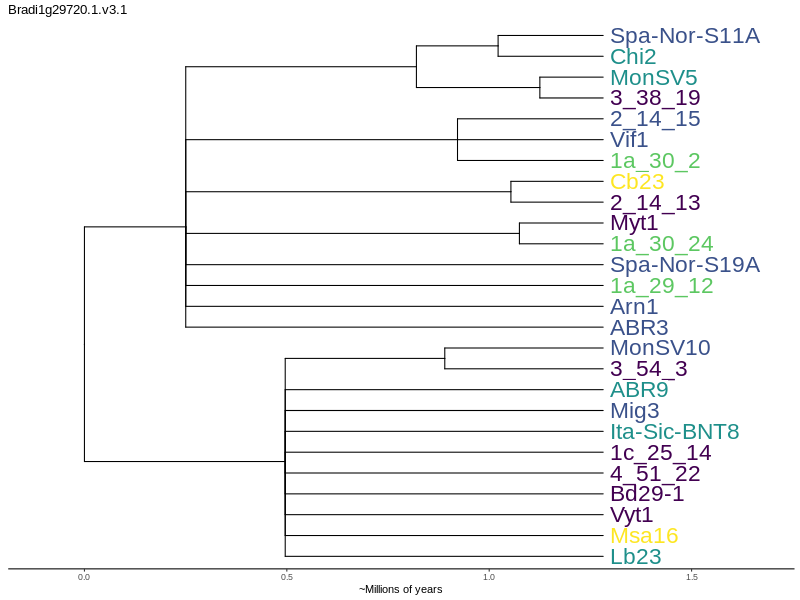 Bradi1g29720.1.v3.1
Spa-Nor-S11A
Chi2
MonSV5
3_38_19
2_14_15
Vif1
1a_30_2
Cb23
2_14_13
Myt1
1a_30_24
Spa-Nor-S19A
1a_29_12
Arn1
ABR3
MonSV10
3_54_3
ABR9
Mig3
Ita-Sic-BNT8
1c_25_14
4_51_22
Bd29-1
Vyt1
Msa16
Lb23
0.0 0.5 1.0 1.5
~Millions of years